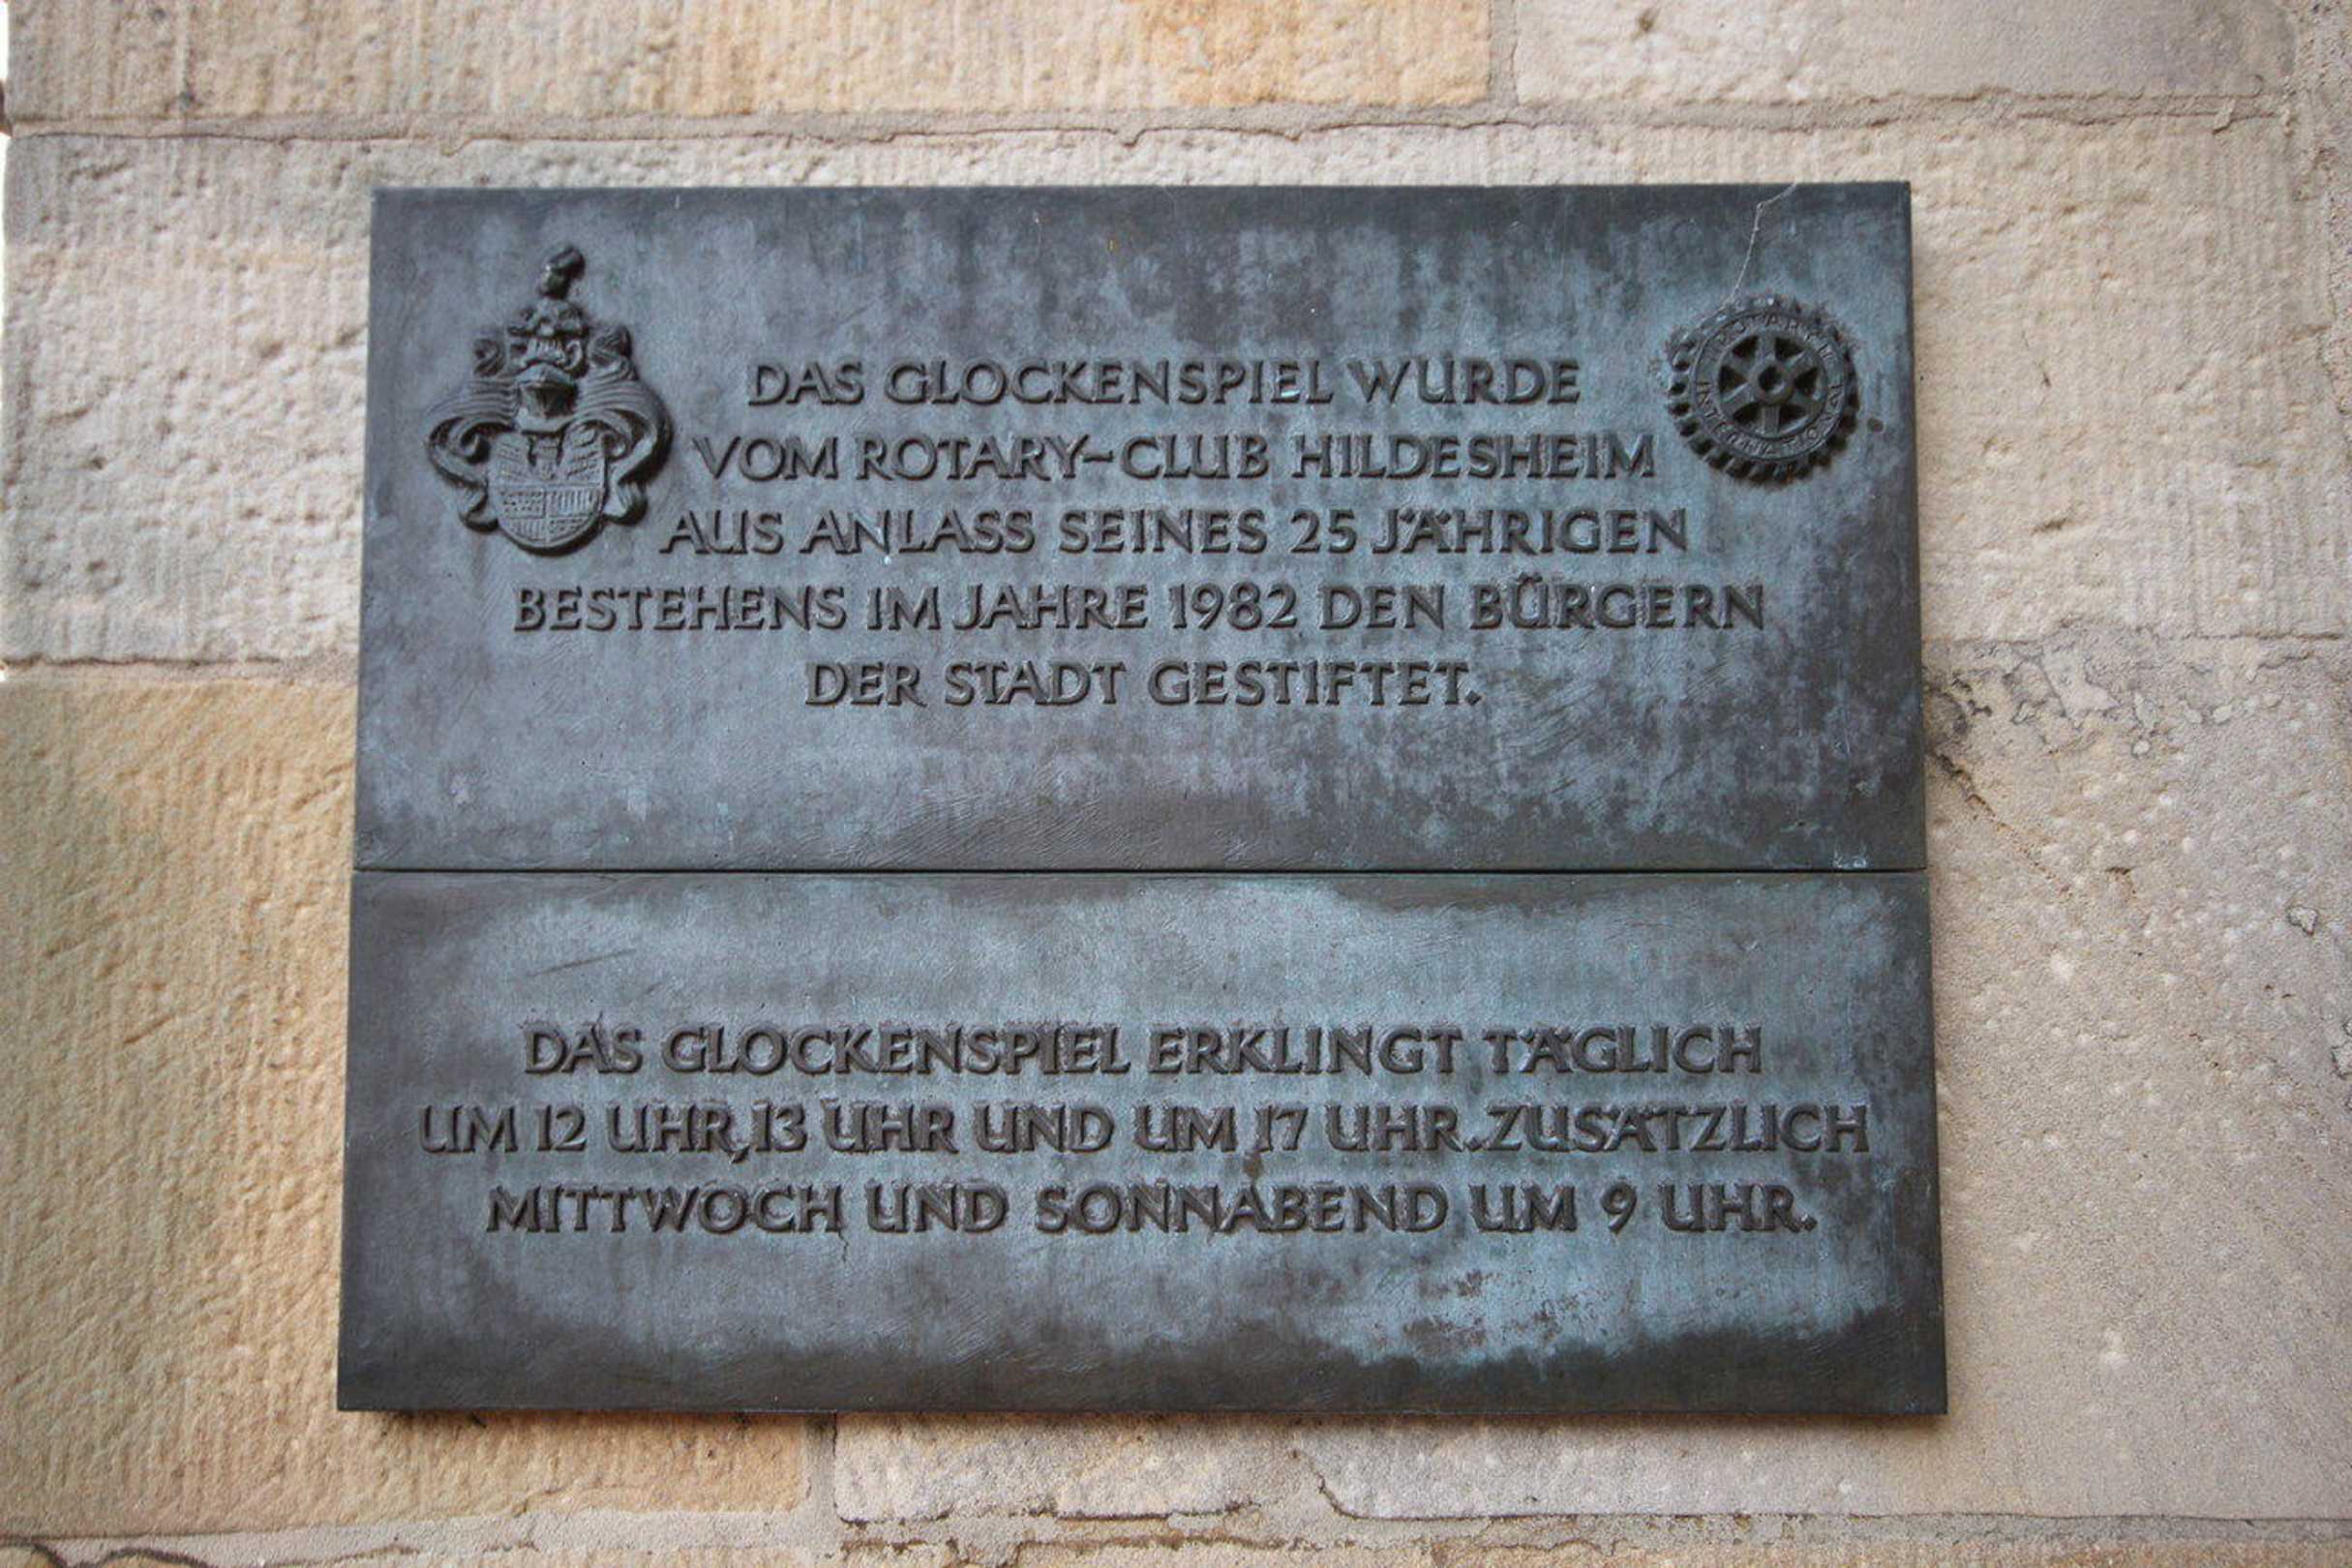 DAS GLOCKENSPIEL WURDE
VOM ROTARY-CLUB HILDESHEIM
AUS ANLASS SEINES 25 JÄHRIGEN
BESTEHENS IM JAHRE 1982 DEN BÜRGERN
DER STADT GESTIFTET.
ROTARY
INTERNATIONAL
DAS GLOCKENSPIEL ERKLINGT TÄGLICH
UM 12 UHR, 13 UHR UND UM 17 UHR. ZUSÄTZLICH
MITTWOCH UND SONNABEND UM 9 UHR.